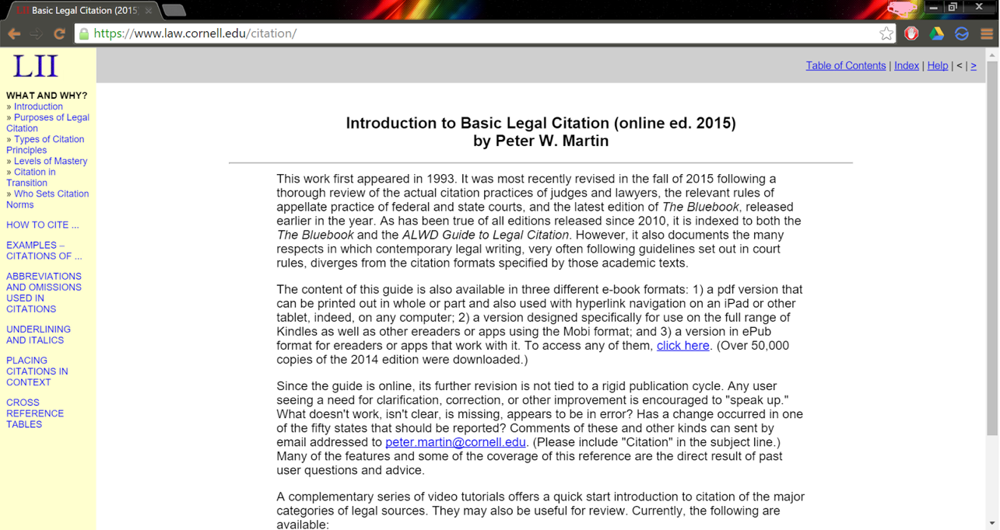 LII Basic Legal Citation (2015)
https://www.law.cornell.edu/citation/
LII
Table of Contents | Index | Help | < | >
WHAT AND WHY?
» Introduction
» Purposes of Legal
Citation
» Types of Citation
Principles
» Levels of Mastery
» Citation in
Transition
» Who Sets Citation
Norms
HOW TO CITE ...
EXAMPLES –
CITATIONS OF ...
ABBREVIATIONS
AND OMISSIONS
USED IN
CITATIONS
UNDERLINING
AND ITALICS
PLACING
CITATIONS IN
CONTEXT
CROSS
REFERENCE
TABLES
Introduction to Basic Legal Citation (online ed. 2015)
by Peter W. Martin
This work first appeared in 1993. It was most recently revised in the fall of 2015 following a
thorough review of the actual citation practices of judges and lawyers, the relevant rules of
appellate practice of federal and state courts, and the latest edition of The Bluebook, released
earlier in the year. As has been true of all editions released since 2010, it is indexed to both the
The Bluebook and the ALWD Guide to Legal Citation. However, it also documents the many
respects in which contemporary legal writing, very often following guidelines set out in court
rules, diverges from the citation formats specified by those academic texts.
The content of this guide is also available in three different e-book formats: 1) a pdf version that
can be printed out in whole or part and also used with hyperlink navigation on an iPad or other
tablet, indeed, on any computer; 2) a version designed specifically for use on the full range of
Kindles as well as other ereaders or apps using the Mobi format; and 3) a version in ePub
format for ereaders or apps that work with it. To access any of them, click here. (Over 50,000
copies of the 2014 edition were downloaded.)
Since the guide is online, its further revision is not tied to a rigid publication cycle. Any user
seeing a need for clarification, correction, or other improvement is encouraged to "speak up."
What doesn't work, isn't clear, is missing, appears to be in error? Has a change occurred in one
of the fifty states that should be reported? Comments of these and other kinds can sent by
email addressed to peter.martin@cornell.edu. (Please include "Citation" in the subject line.)
Many of the features and some of the coverage of this reference are the direct result of past
user questions and advice.
A complementary series of video tutorials offers a quick start introduction to citation of the major
categories of legal sources. They may also be useful for review. Currently, the following are
available: